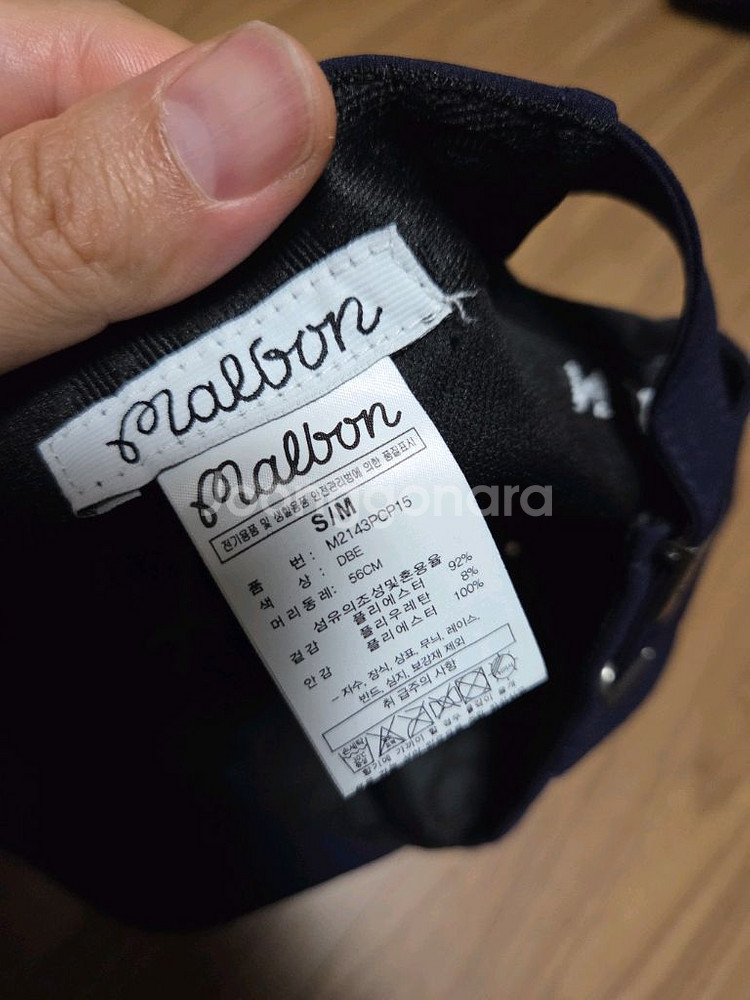 Malbon
Malbon
전기용품 및 생활용품 안전관리법에 의한 품질표시
S/M
품 번 : M2143PCP15
색 상 : DBE
머리둘레: 56CM
섬유의조성및혼용율
겉감 폴리에스터 92%
폴리우레탄 8%
안감 폴리에스터 100%
- 자수, 장식, 상표, 무늬, 레이스,
밴드, 심지, 보강재 제외
취급주의 사항
손세탁
joongonara